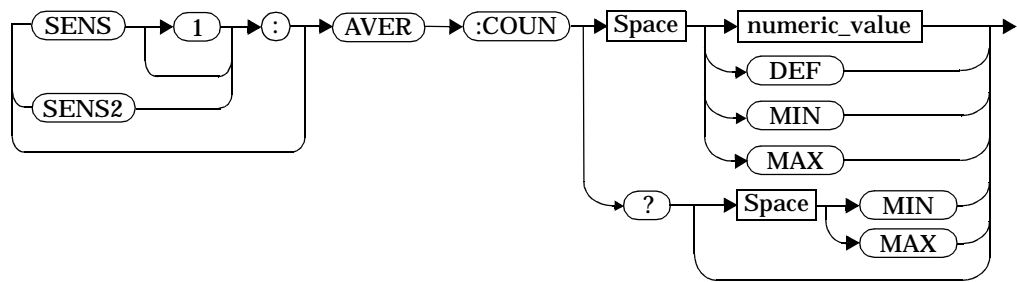 SENS 1 : AVER :COUN Space numeric_value
DEF
SENS2 MIN
MAX
? Space MIN
MAX